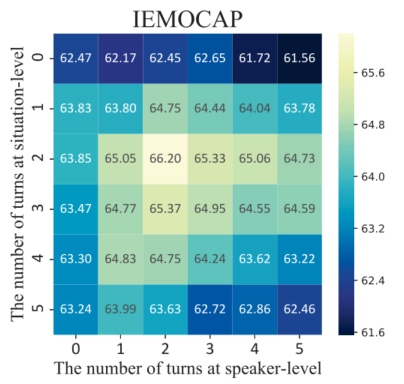 IEMOCAP
The number of turns at situation-level
0 62.47 62.17 62.45 62.65 61.72 61.56
1 63.83 63.80 64.75 64.44 64.04 63.78
2 63.85 65.05 66.20 65.33 65.06 64.73
3 63.47 64.77 65.37 64.95 64.55 64.59
4 63.30 64.83 64.75 64.24 63.62 63.22
5 63.24 63.99 63.63 62.72 62.86 62.46
0 1 2 3 4 5
The number of turns at speaker-level
65.6
64.8
64.0
63.2
62.4
61.6